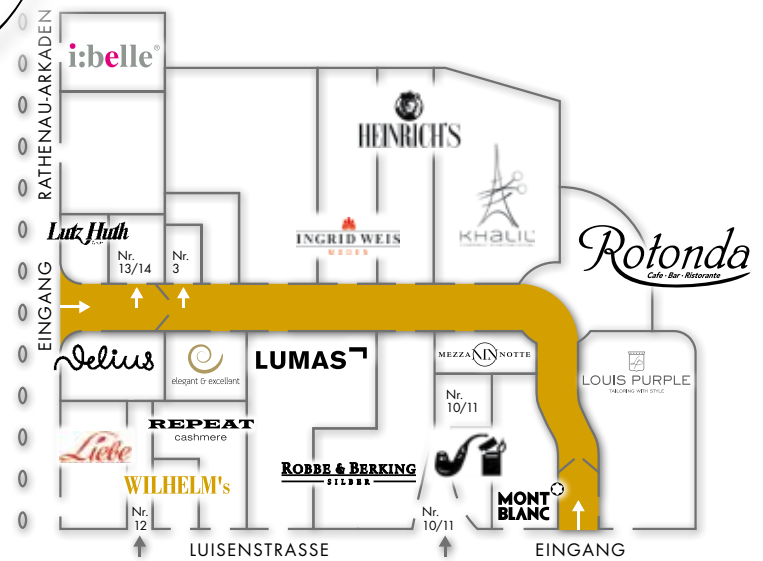 i:belle®
RATHENAU-ARKADEN
HEINRICH'S
Lutz Huth
Nr.
13/14
Nr.
3
INGRID WEIS
MODEN
KHALIL
Rotonda
Cafe · Bar · Ristorante
EINGANG
Delius
elegant & excellent
LUMAS
MEZZA NIN NOTTE
LOUIS PURPLE
TAILORING WITH STYLE
Nr.
10/11
REPEAT
cashmere
Liebe
WILHELM's
ROBBE & BERKING
SILBER
MONT
BLANC
Nr.
12
Nr.
10/11
LUISENSTRASSE
EINGANG